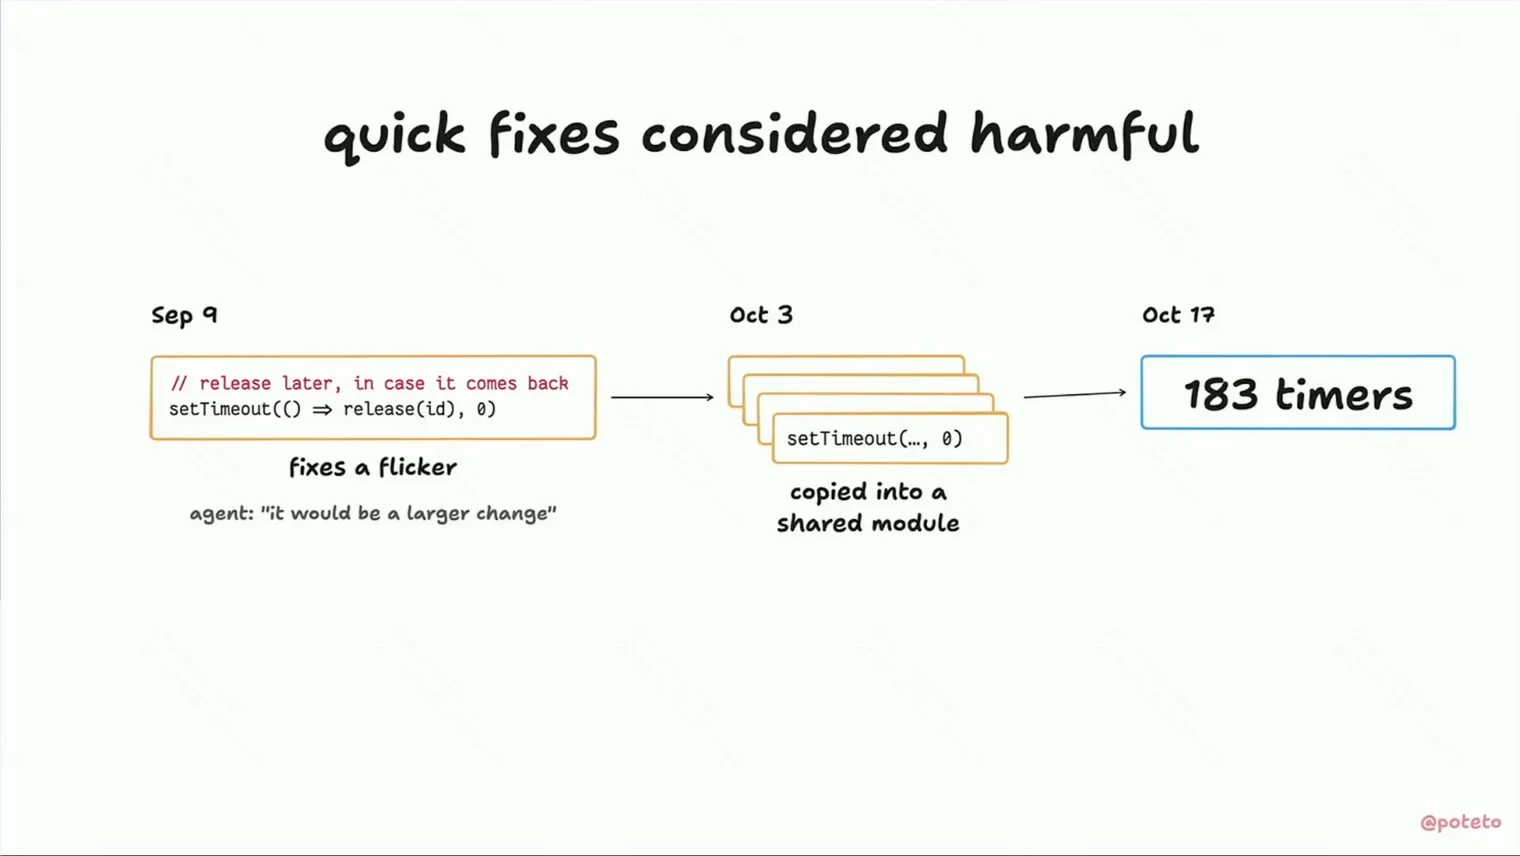 quick fixes considered harmful
Sep 9
// release later, in case it comes back
setTimeout(() => release(id), 0)
fixes a flicker
agent: "it would be a larger change"
Oct 3
setTimeout(…, 0)
copied into a
shared module
Oct 17
183 timers
@poteto